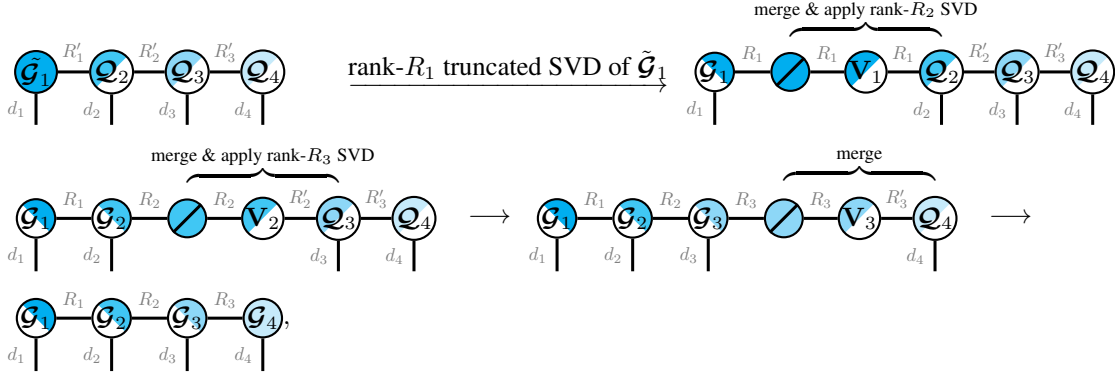 merge & apply rank-R₂ SVD
R′₁ R′₂ R′₃ R₁ R₁ R₁ R′₂ R′₃
𝓖̃₁ 𝓠₂ 𝓠₃ 𝓠₄ rank-R₁ truncated SVD of 𝓖̃₁ 𝓖₁ V₁ 𝓠₂ 𝓠₃ 𝓠₄
d₁ d₂ d₃ d₄ d₁ d₂ d₃ d₄
merge & apply rank-R₃ SVD merge
R₁ R₂ R₂ R′₂ R′₃ R₁ R₂ R₃ R₃ R′₃
𝓖₁ 𝓖₂ V₂ 𝓠₃ 𝓠₄ → 𝓖₁ 𝓖₂ 𝓖₃ V₃ 𝓠₄ →
d₁ d₂ d₃ d₄ d₁ d₂ d₃ d₄
R₁ R₂ R₃
𝓖₁ 𝓖₂ 𝓖₃ 𝓖₄,
d₁ d₂ d₃ d₄